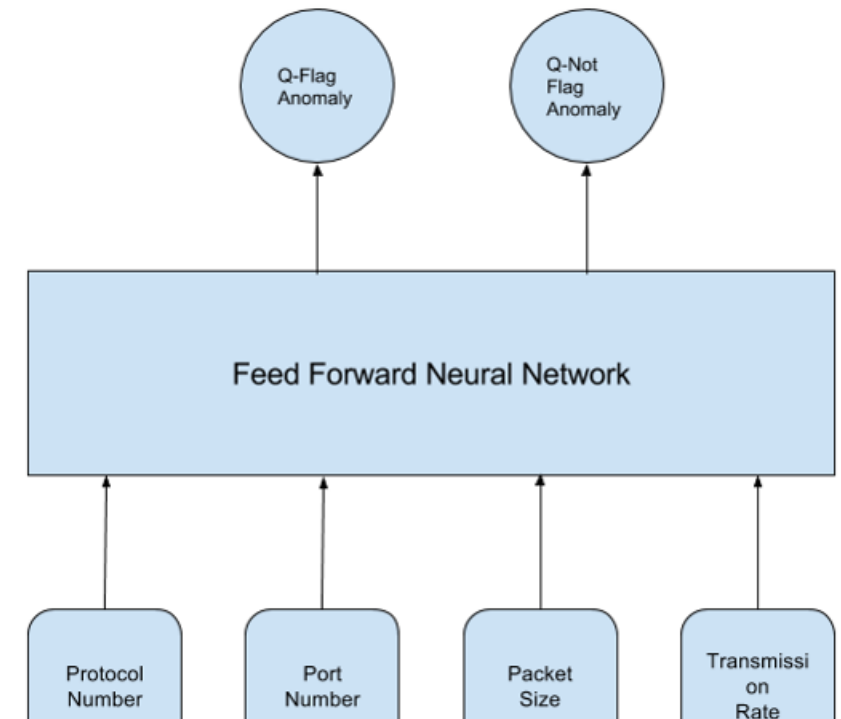 Q-Flag
Anomaly
Q-Not
Flag
Anomaly
Feed Forward Neural Network
Protocol
Number
Port
Number
Packet
Size
Transmissi
on
Rate